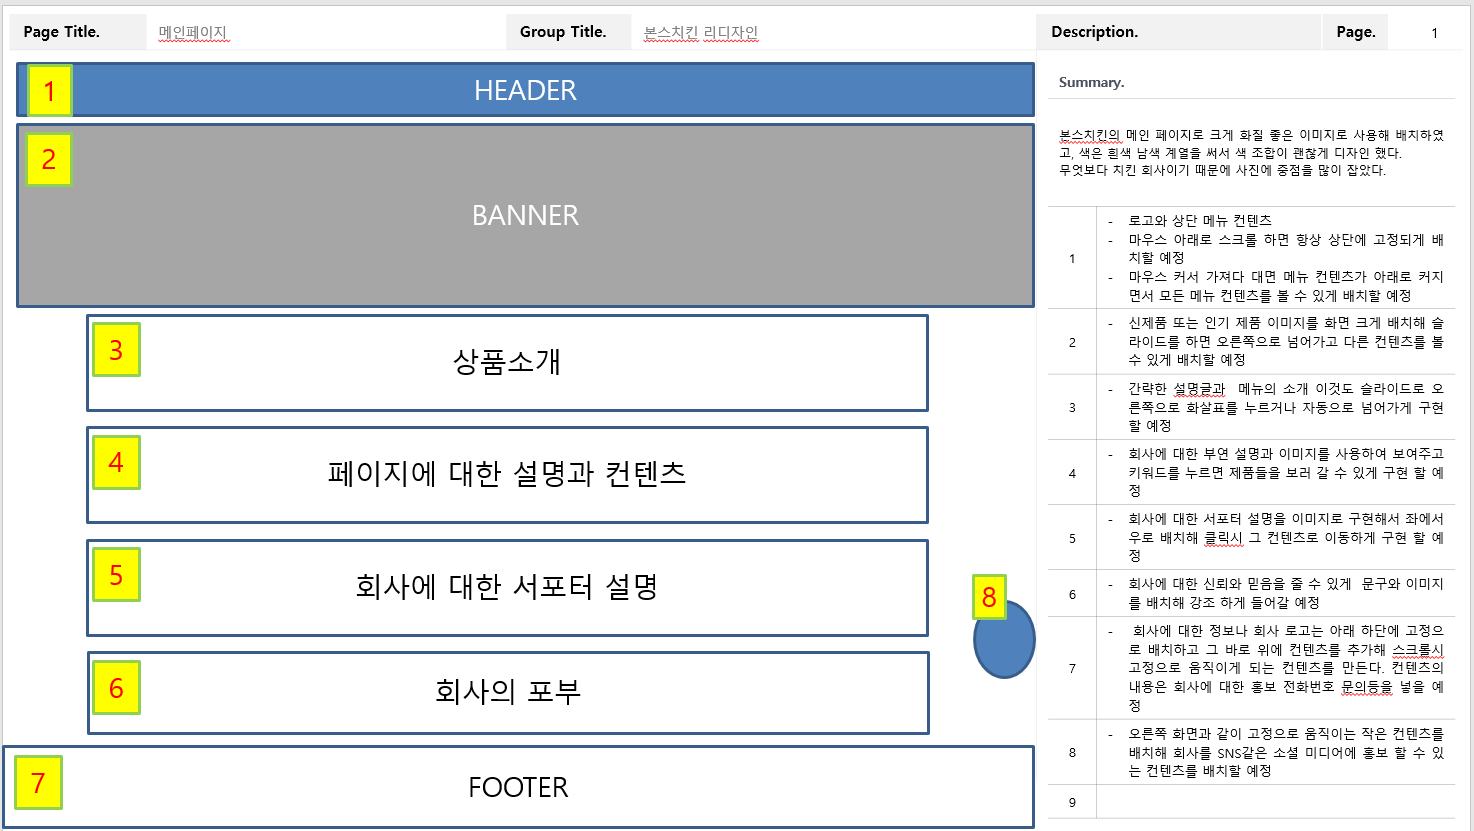 Page Title.
메인페이지
Group Title.
본스치킨 리디자인
Description.
Page.
1
1
HEADER
2
BANNER
3
상품소개
4
페이지에 대한 설명과 컨텐츠
5
회사에 대한 서포터 설명
8
6
회사의 포부
7
FOOTER
Summary.
본스치킨의 메인 페이지로 크게 화질 좋은 이미지로 사용해 배치하였
고, 색은 흰색 남색 계열을 써서 색 조합이 괜찮게 디자인 했다.
무엇보다 치킨 회사이기 때문에 사진에 중점을 많이 잡았다.
1
- 로고와 상단 메뉴 컨텐츠
- 마우스 아래로 스크롤 하면 항상 상단에 고정되게 배
치할 예정
- 마우스 커서 가져다 대면 메뉴 컨텐츠가 아래로 커지
면서 모든 메뉴 컨텐츠를 볼 수 있게 배치할 예정
2
- 신제품 또는 인기 제품 이미지를 화면 크게 배치해 슬
라이드를 하면 오른쪽으로 넘어가고 다른 컨텐츠를 볼
수 있게 배치할 예정
3
- 간략한 설명글과 메뉴의 소개 이것도 슬라이드로 오
른쪽으로 화살표를 누르거나 자동으로 넘어가게 구현
할 예정
4
- 회사에 대한 부연 설명과 이미지를 사용하여 보여주고
키워드를 누르면 제품들을 보러 갈 수 있게 구현 할 예
정
5
- 회사에 대한 서포터 설명을 이미지로 구현해서 좌에서
우로 배치해 클릭시 그 컨텐츠로 이동하게 구현 할 예
정
6
- 회사에 대한 신뢰와 믿음을 줄 수 있게 문구와 이미지
를 배치해 강조 하게 들어갈 예정
7
- 회사에 대한 정보나 회사 로고는 아래 하단에 고정으
로 배치하고 그 바로 위에 컨텐츠를 추가해 스크롤시
고정으로 움직이게 되는 컨텐츠를 만든다. 컨텐츠의
내용은 회사에 대한 홍보 전화번호 문의등을 넣을 예
정
8
- 오른쪽 화면과 같이 고정으로 움직이는 작은 컨텐츠를
배치해 회사를 SNS같은 소셜 미디어에 홍보 할 수 있
는 컨텐츠를 배치할 예정
9